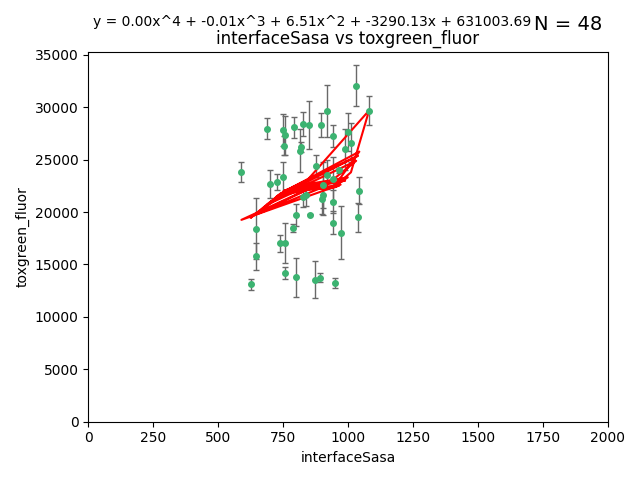 y = 0.00x^4 + -0.01x^3 + 6.51x^2 + -3290.13x + 631003.69
N = 48
interfaceSasa vs toxgreen_fluor
35000
30000
25000
20000
15000
10000
5000
0
toxgreen_fluor
0 250 500 750 1000 1250 1500 1750 2000
interfaceSasa